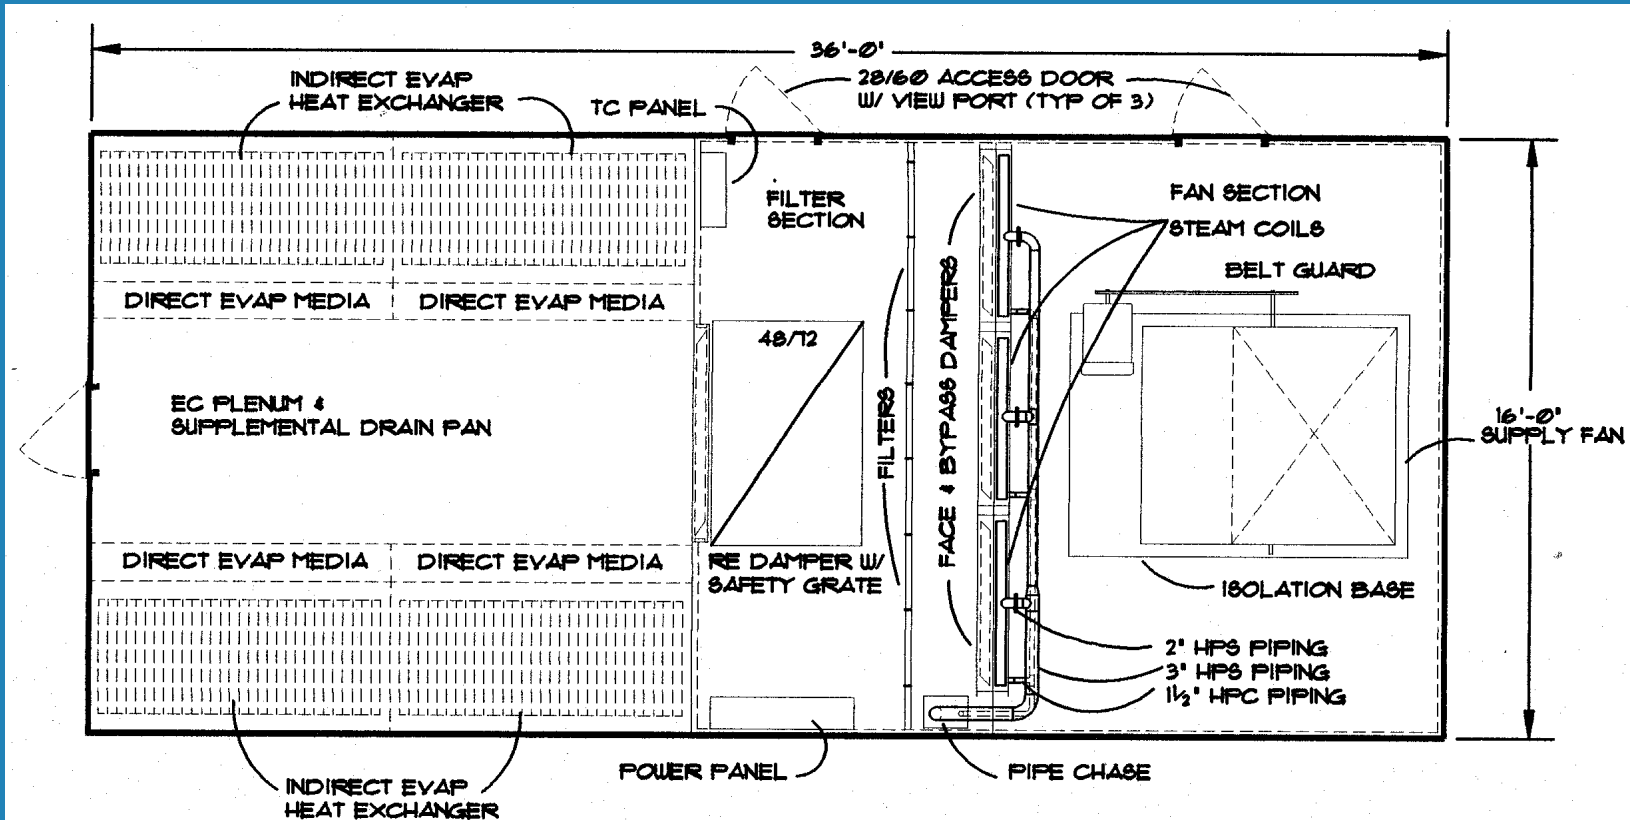 36'-0"
INDIRECT EVAP
HEAT EXCHANGER
TC PANEL
28/60 ACCESS DOOR
W/ VIEW PORT (TYP OF 3)
FILTER
SECTION
FAN SECTION
STEAM COILS
BELT GUARD
DIRECT EVAP MEDIA
DIRECT EVAP MEDIA
48/72
FILTERS
FACE & BYPASS DAMPERS
EC PLENUM &
SUPPLEMENTAL DRAIN PAN
16'-0"
SUPPLY FAN
DIRECT EVAP MEDIA
DIRECT EVAP MEDIA
RE DAMPER W/
SAFETY GRATE
ISOLATION BASE
2" HPS PIPING
3" HPS PIPING
1½" HPC PIPING
POWER PANEL
PIPE CHASE
INDIRECT EVAP
HEAT EXCHANGER